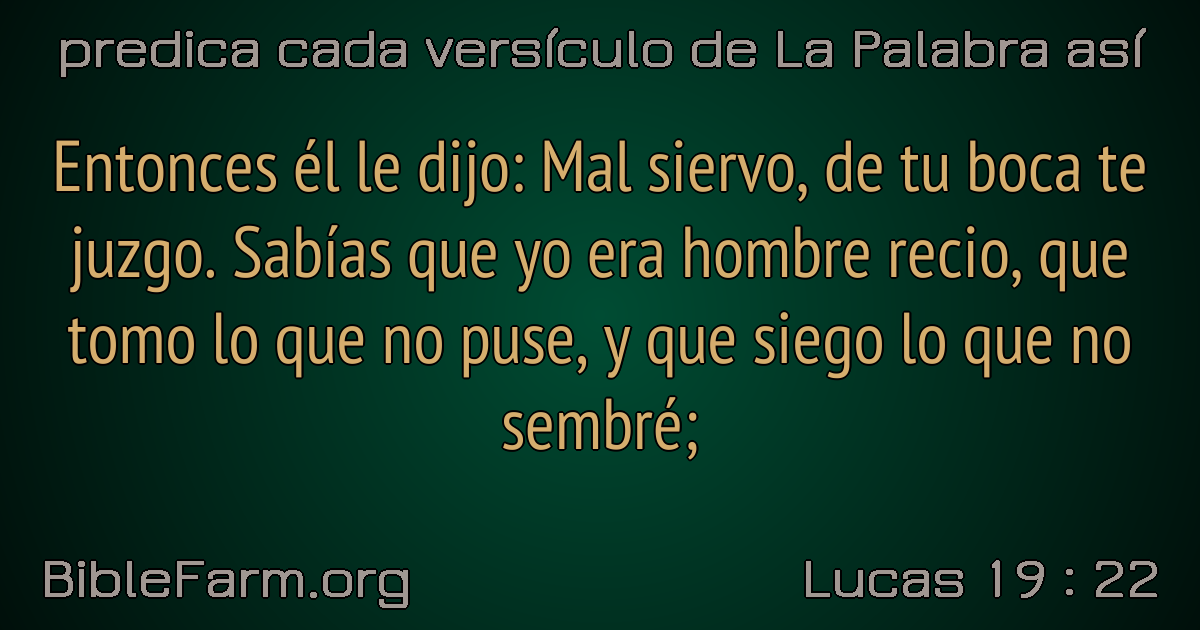 predica cada versículo de La Palabra así
Entonces él le dijo: Mal siervo, de tu boca te
juzgo. Sabías que yo era hombre recio, que
tomo lo que no puse, y que siego lo que no
sembré;
BibleFarm.org
Lucas 19 : 22